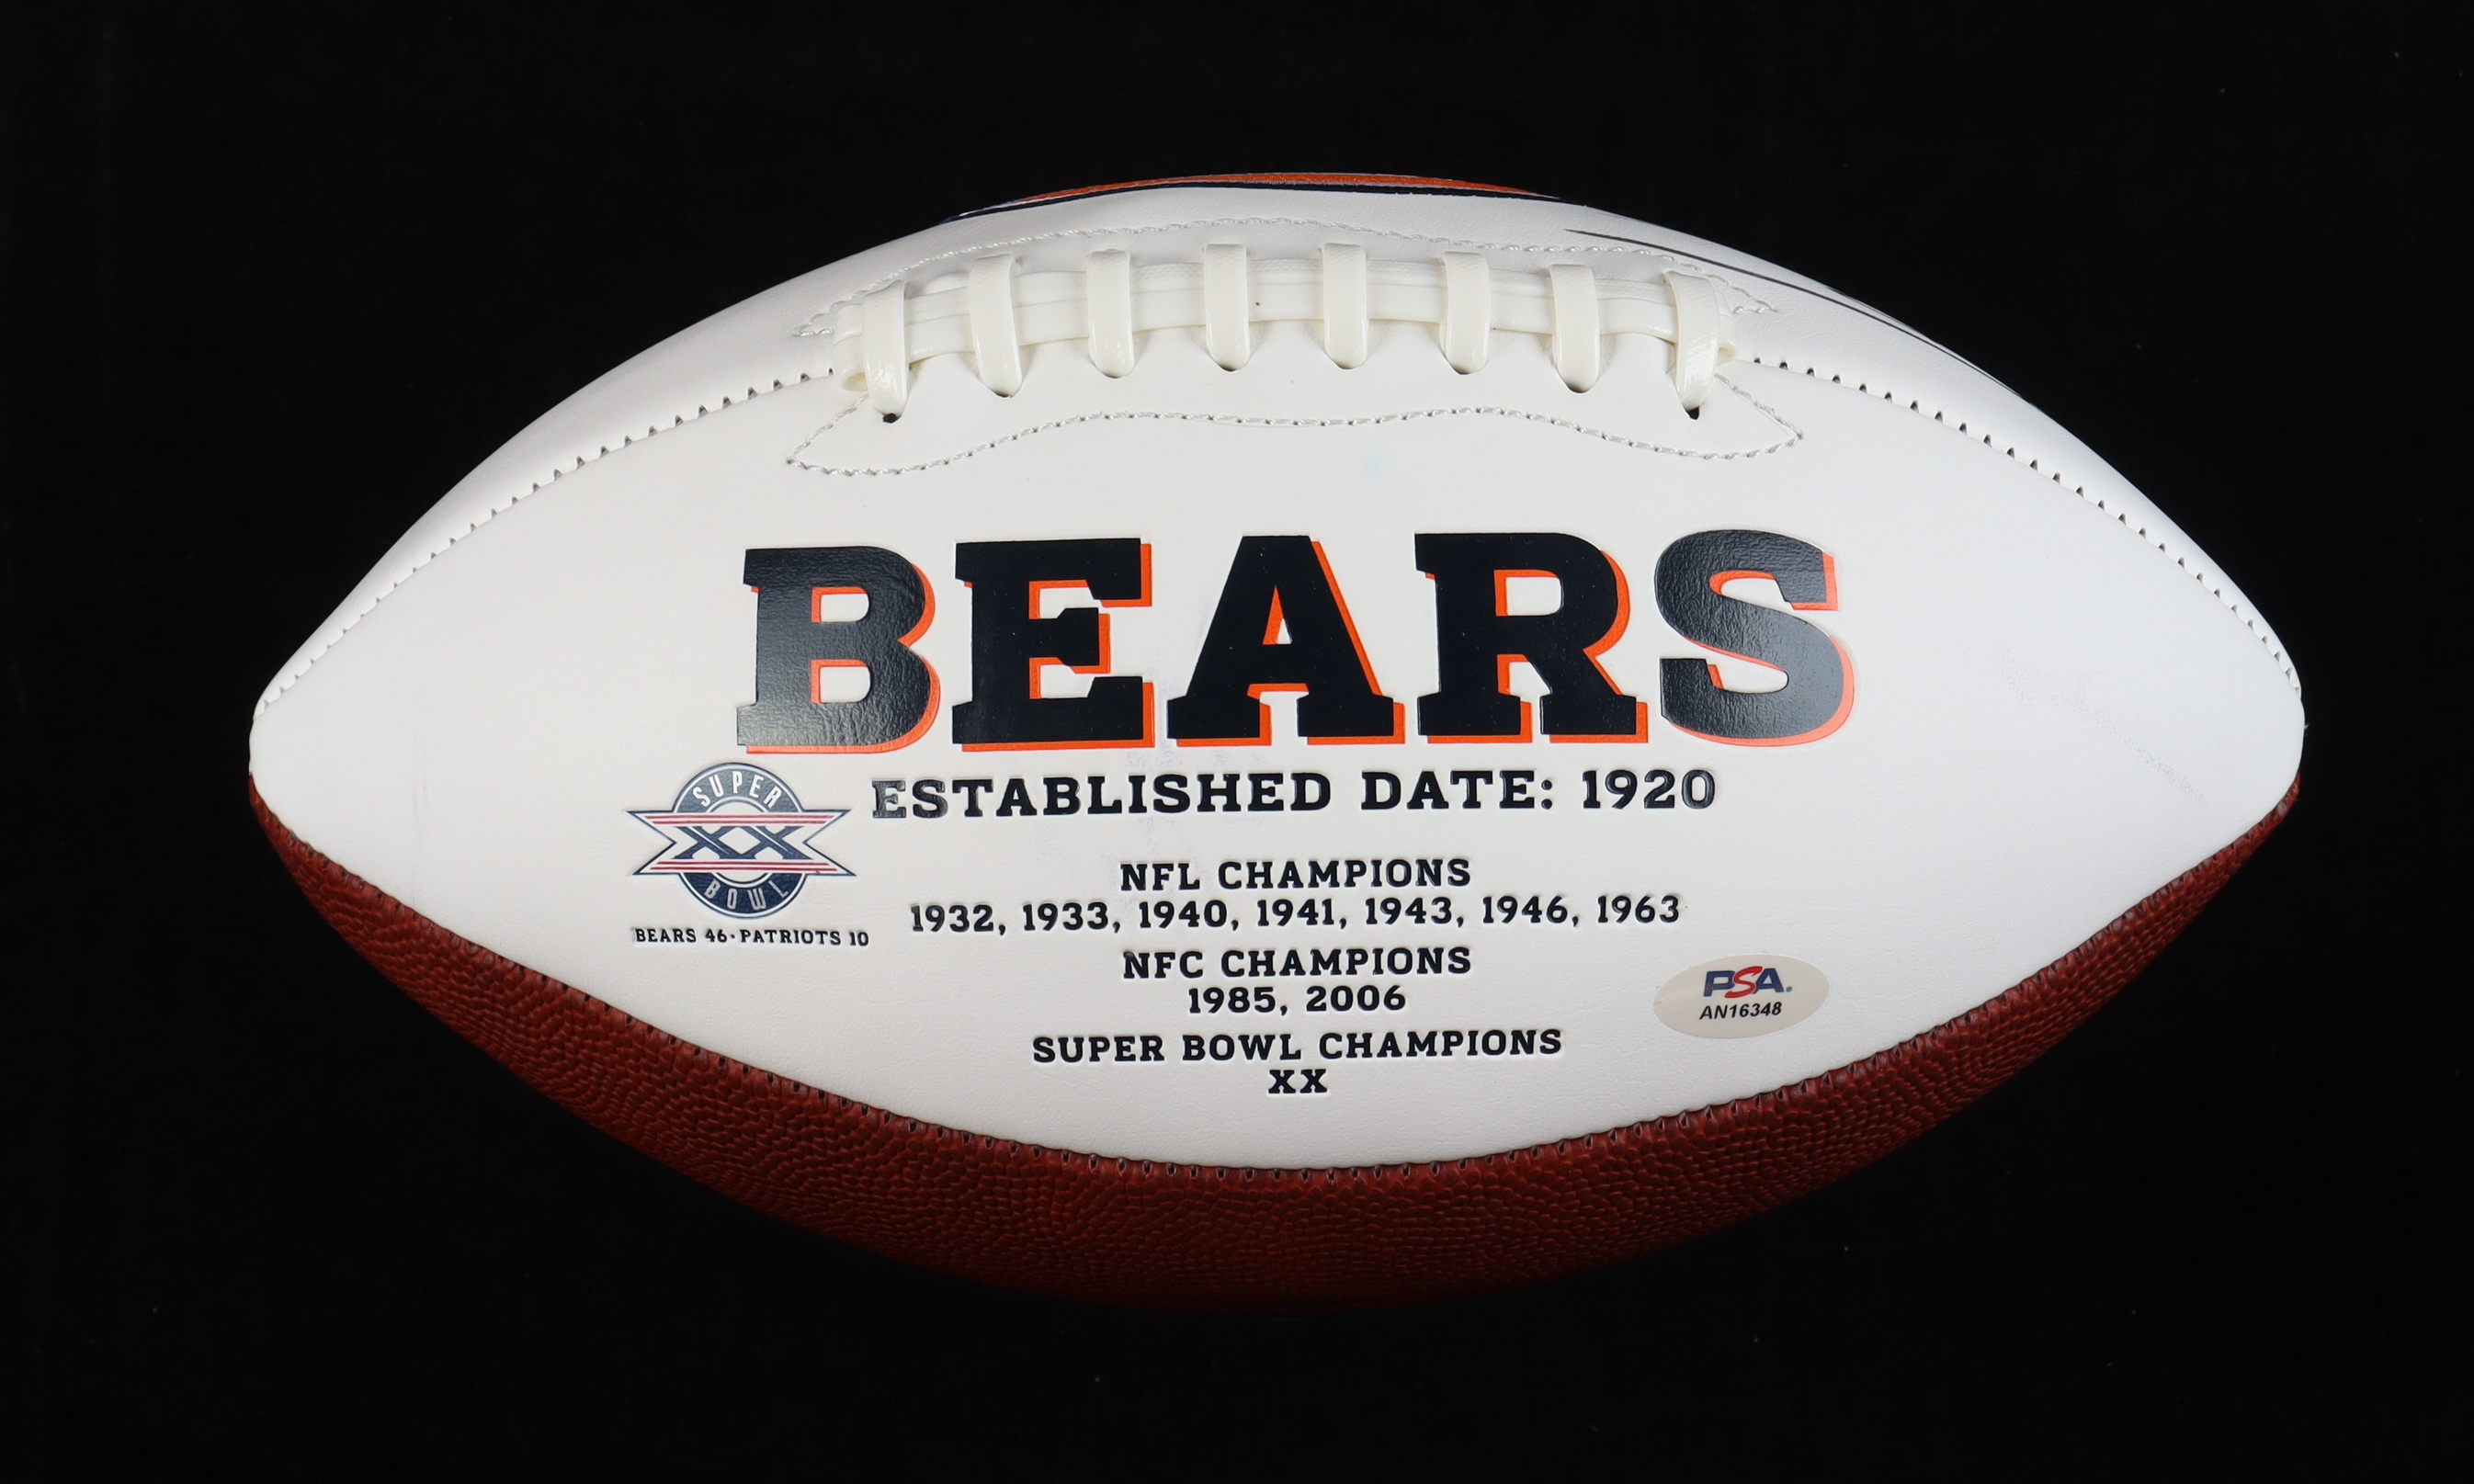 BEARS
ESTABLISHED DATE: 1920
SUPER
XX
BOWL
BEARS 46·PATRIOTS 10
NFL CHAMPIONS
1932, 1933, 1940, 1941, 1943, 1946, 1963
NFC CHAMPIONS
1985, 2006
SUPER BOWL CHAMPIONS
XX
PSA
AN16348